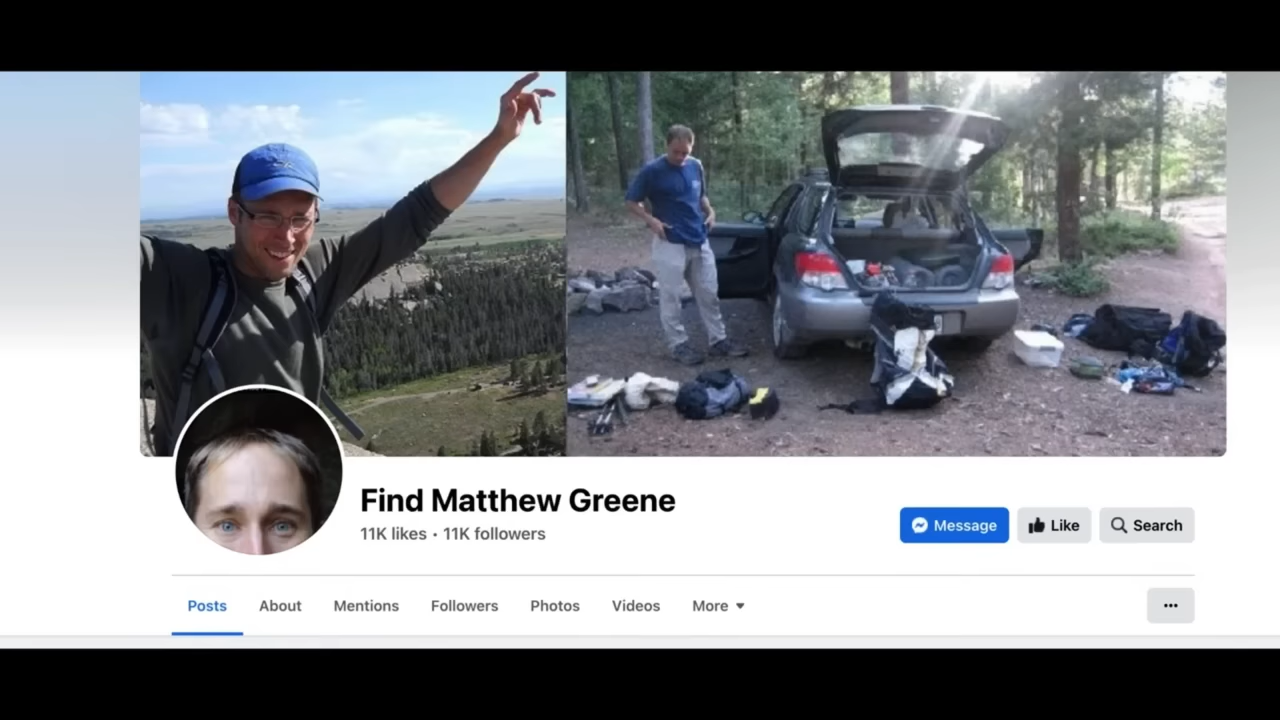 Find Matthew Greene
11K likes • 11K followers
Message
Like
Search
Posts
About
Mentions
Followers
Photos
Videos
More